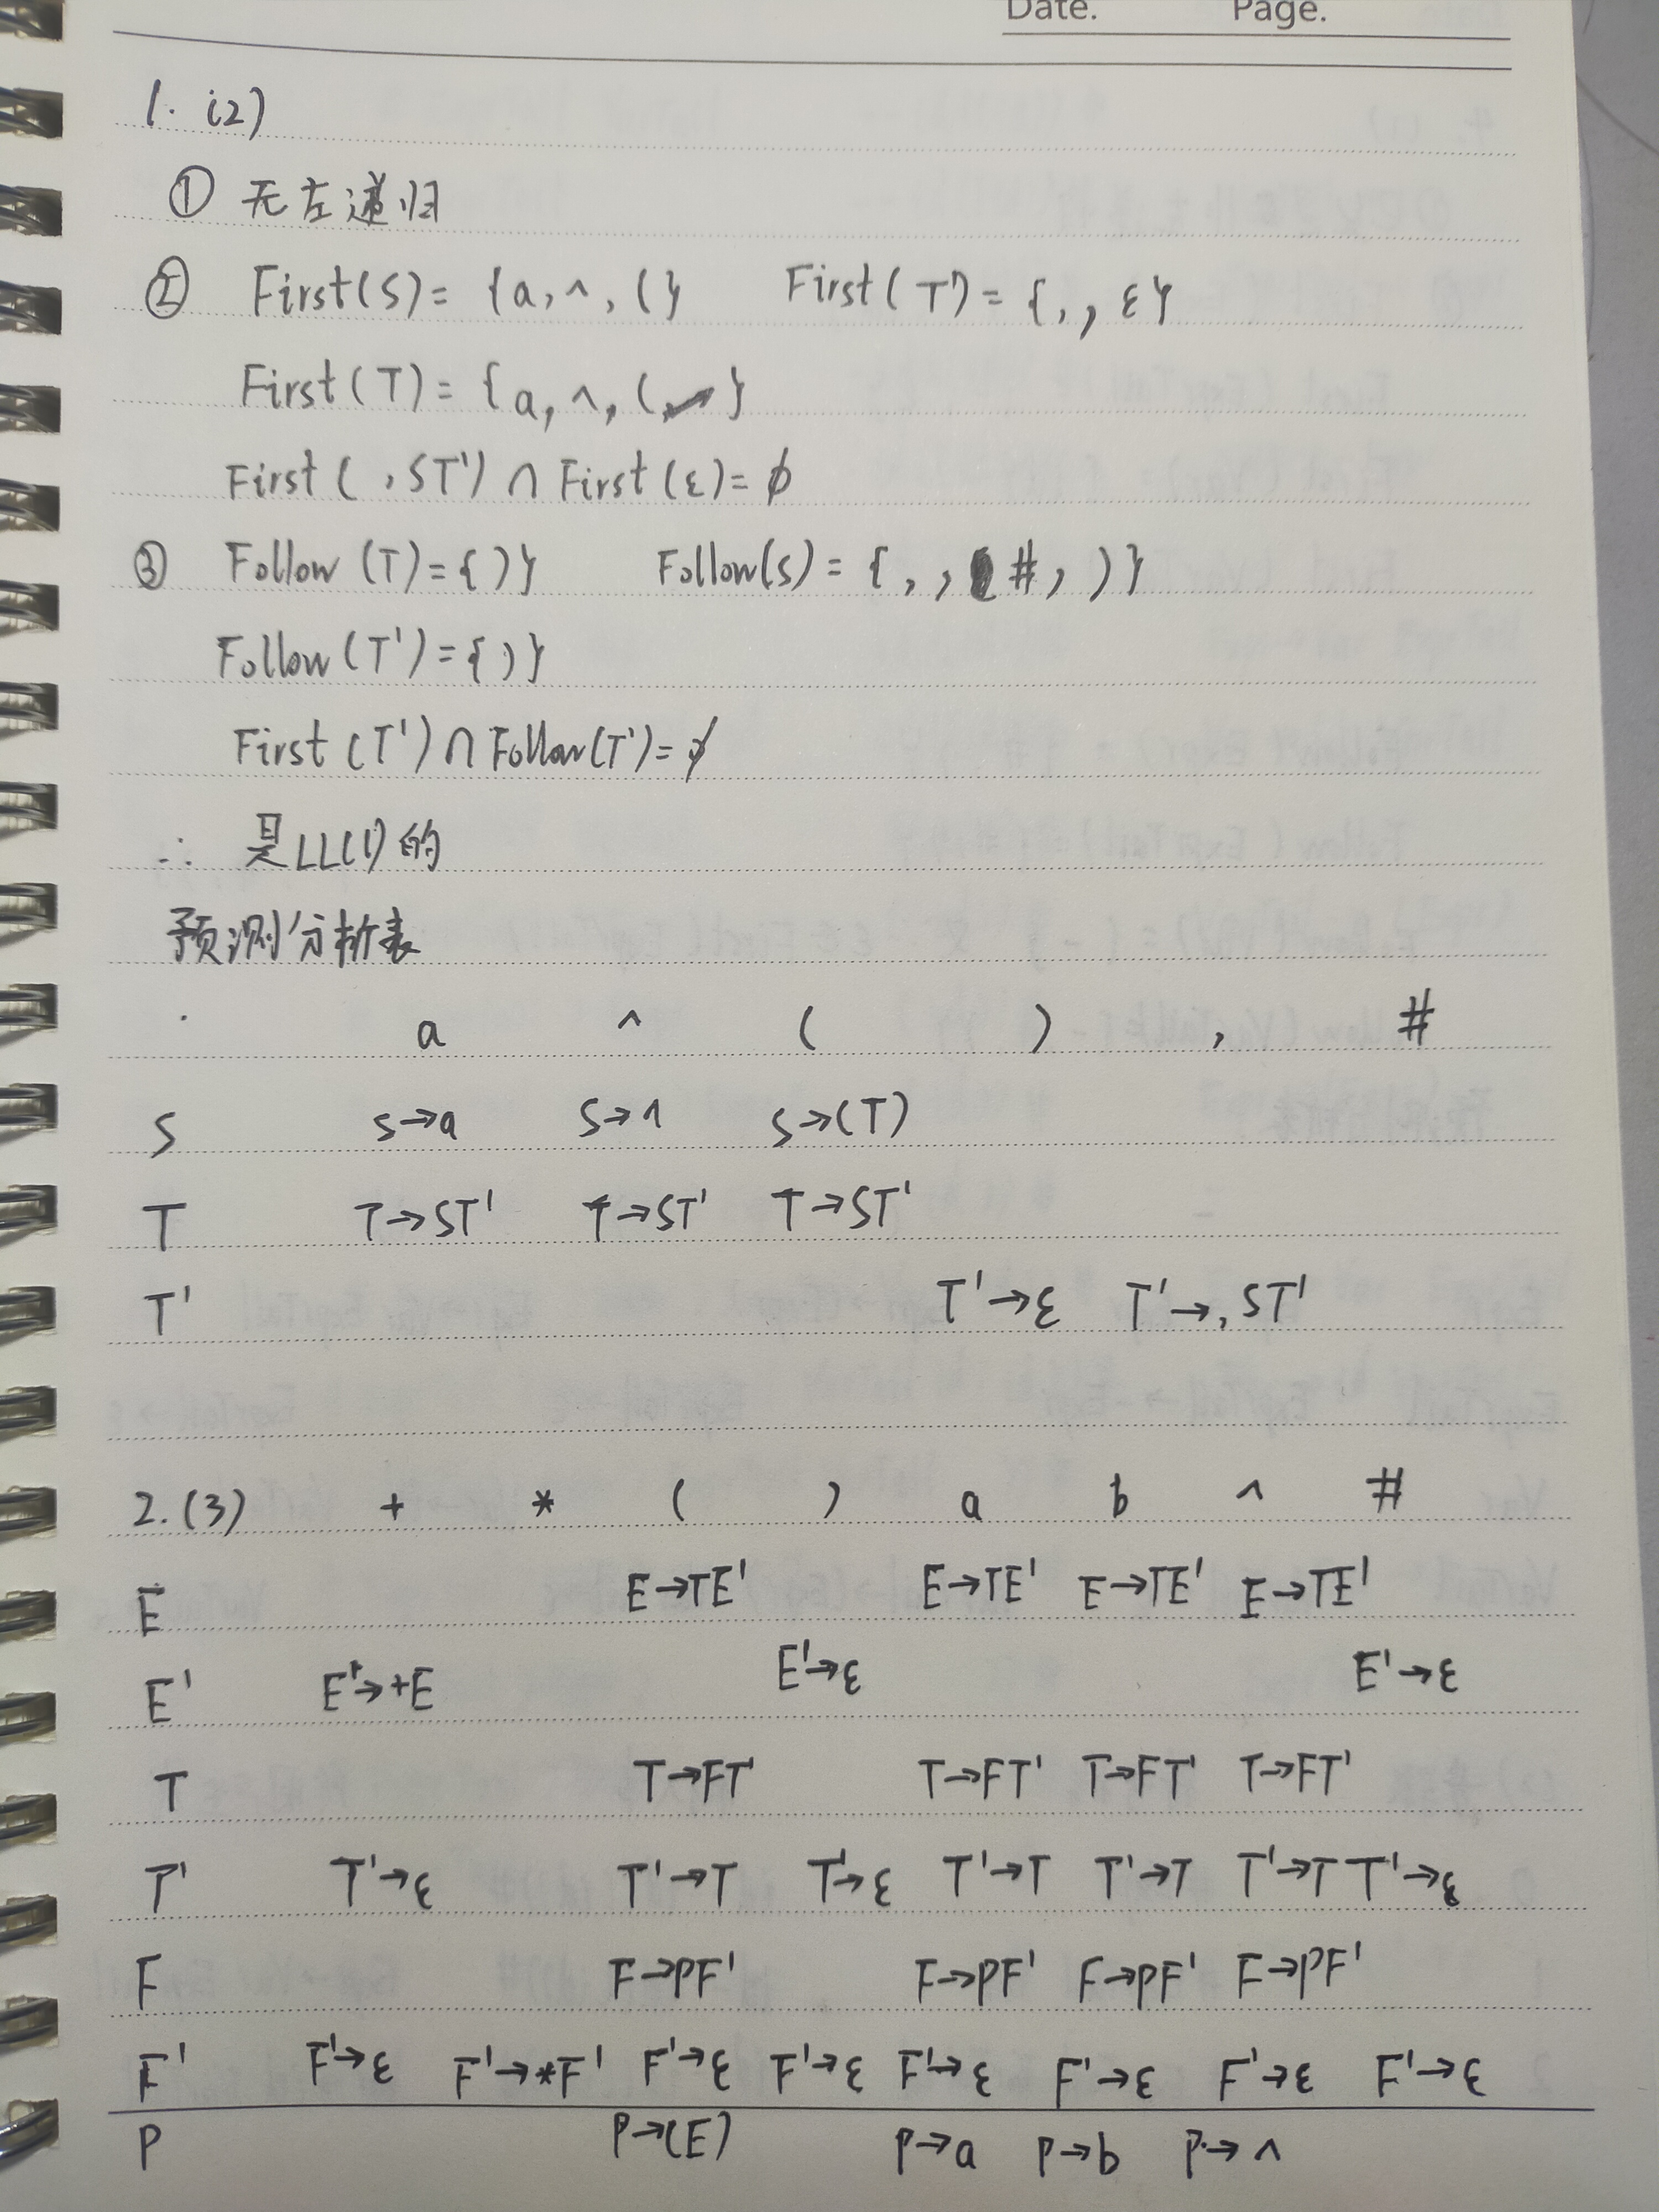 Date. Page.
1. (2)
① 无左递归
② First(S) = {a, ^, (} First(T') = {, , ε}
First(T) = {a, ^, ( }
First( , ST') ∩ First(ε) = ϕ
③ Follow(T) = { ) } Follow(S) = { , , #, ) }
Follow(T') = { ) }
First(T') ∩ Follow(T') = ϕ
∴ 是LL(1)的
预测分析表
a ^ ( ) , #
S S→a S→^ S→(T)
T T→ST' T→ST' T→ST'
T' T'→ε T'→, ST'
2. (3) + * ( ) a b ^ #
E E→TE' E→TE' E→TE' E→TE'
E' E'→+E E'→ε E'→ε
T T→FT' T→FT' T→FT' T→FT'
T' T'→ε T'→T T'→ε T'→T T'→T T'→T T'→ε
F F→PF' F→PF' F→PF' F→PF'
F' F'→ε F'→*F' F'→ε F'→ε F'→ε F'→ε F'→ε F'→ε
P P→(E) P→a P→b P→^